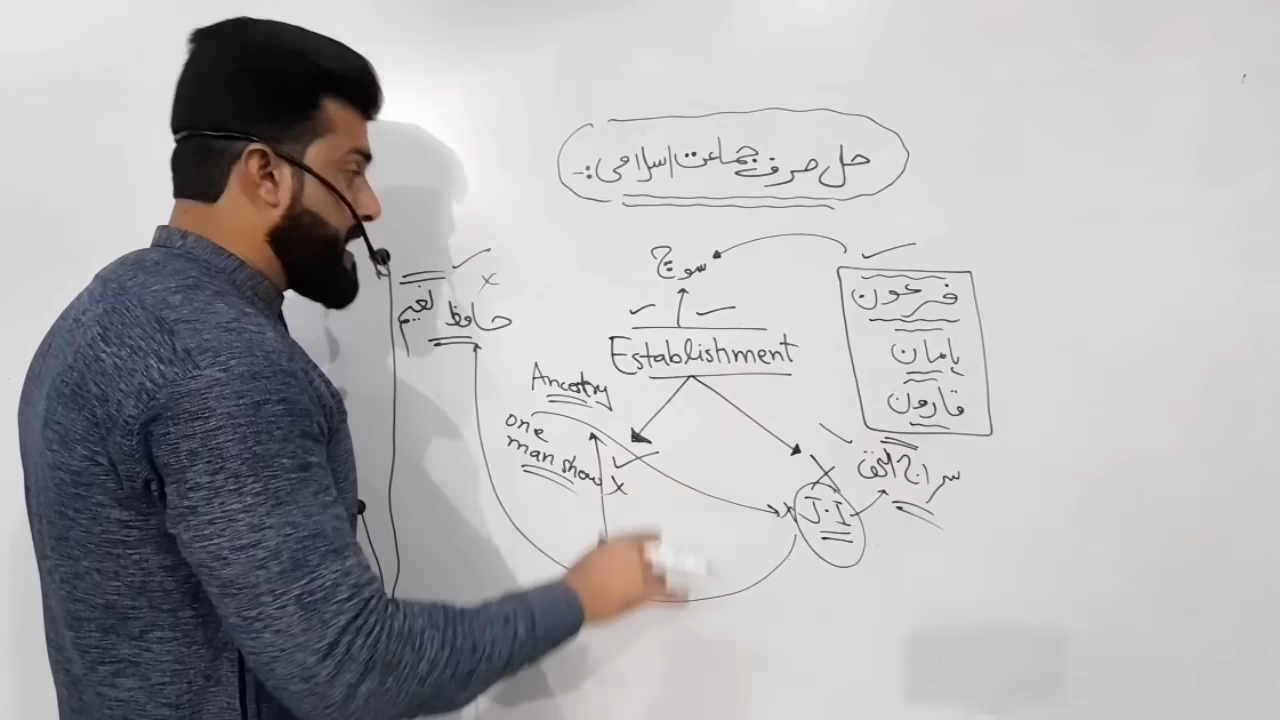 حل صرف جماعت اسلامی :-
سوچ
فرعون
ہامان
قارون
حافظ نعیم
Establishment
Ancestry
one
man show
سراج الحق
J.I